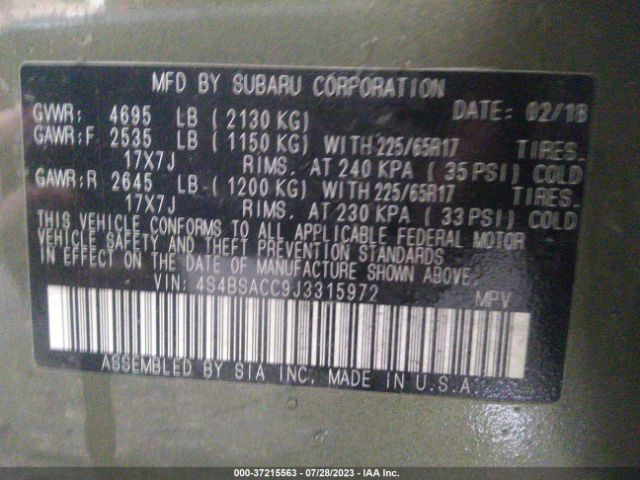 MFD BY SUBARU CORPORATION
GVWR: 4695 LB (2130 KG) DATE: 02/18
GAWR:F 2535 LB (1150 KG) WITH 225/65R17 TIRES.
17X7J RIMS. AT 240 KPA (35 PSI) COLD
GAWR:R 2645 LB (1200 KG) WITH 225/65R17 TIRES.
17X7J RIMS. AT 230 KPA (33 PSI) COLD
THIS VEHICLE CONFORMS TO ALL APPLICABLE FEDERAL MOTOR
VEHICLE SAFETY AND THEFT PREVENTION STANDARDS
IN EFFECT ON THE DATE OF MANUFACTURE SHOWN ABOVE.
VIN: 4S4BSACC9J3315972 MPV
ASSEMBLED BY SIA INC. MADE IN U.S.A.
000-37215563 - 07/28/2023 - IAA Inc.